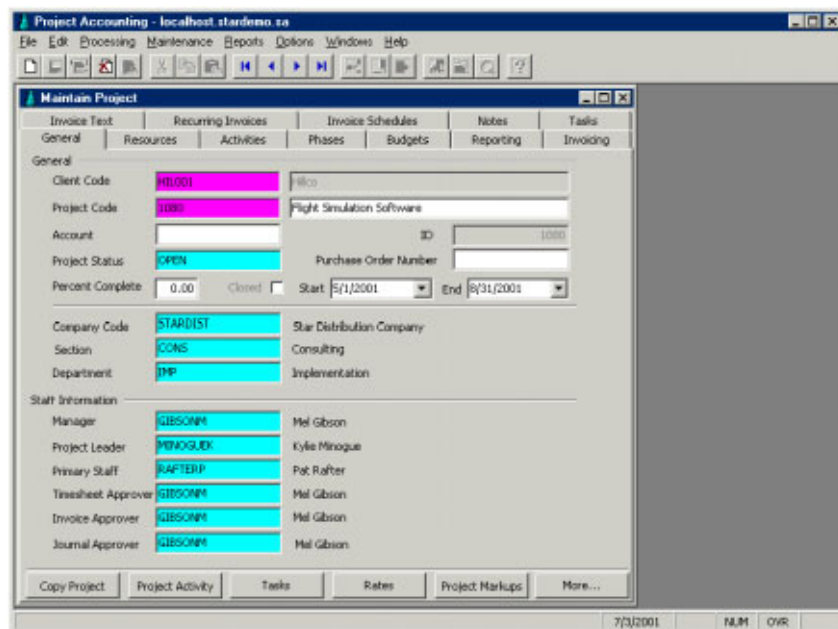 Project Accounting - localhost.stardemo.sa
File Edit Processing Maintenance Reports Options Windows Help
Maintain Project
Invoice Text Recurring Invoices Invoice Schedules Notes Tasks
General Resources Activities Phases Budgets Reporting Invoicing
General
Client Code HIL001 Hillco
Project Code 1080 Flight Simulation Software
Account ID 1080
Project Status OPEN Purchase Order Number
Percent Complete 0.00 Closed Start 5/1/2001 End 8/31/2001
Company Code STARDIST Star Distribution Company
Section CONS Consulting
Department IMP Implementation
Staff Information
Manager GIBSONM Mel Gibson
Project Leader MINOGUEK Kylie Minogue
Primary Staff RAFTERP Pat Rafter
Timesheet Approver GIBSONM Mel Gibson
Invoice Approver GIBSONM Mel Gibson
Journal Approver GIBSONM Mel Gibson
Copy Project Project Activity Tasks Rates Project Markups More...
7/3/2001 NUM OVR